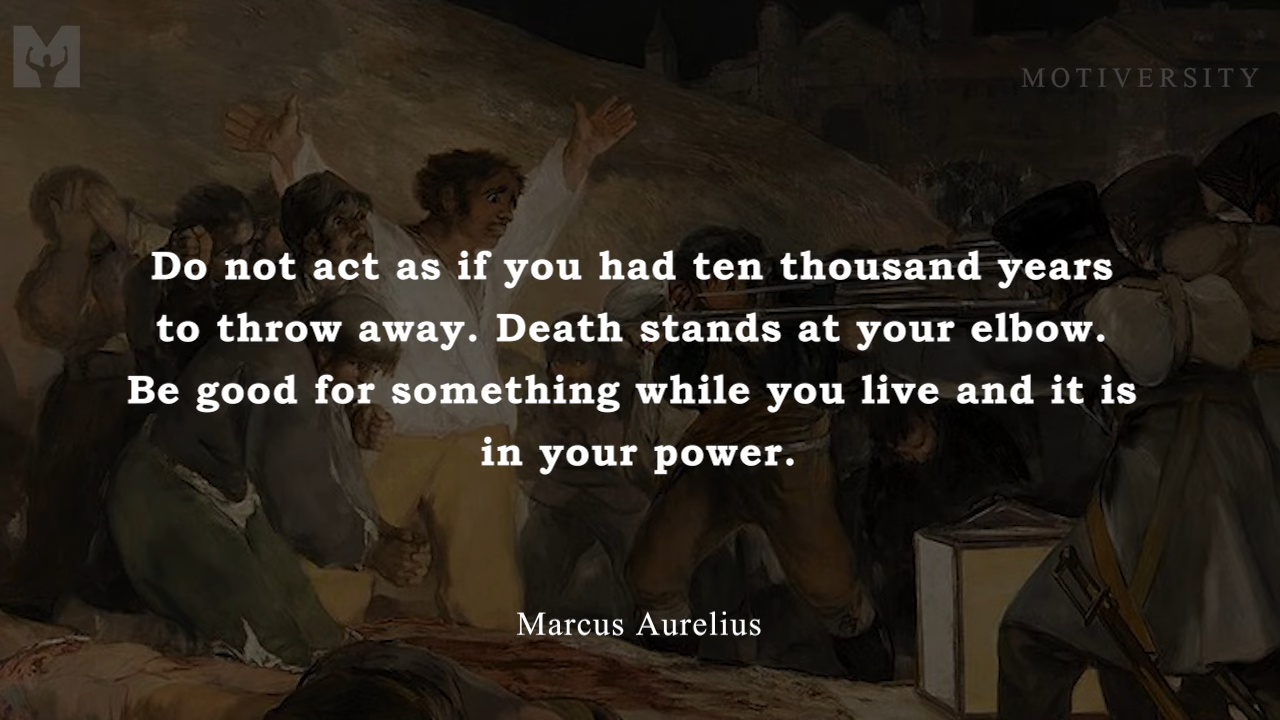 MOTIVERSITY
Do not act as if you had ten thousand years
to throw away. Death stands at your elbow.
Be good for something while you live and it is
in your power.
Marcus Aurelius